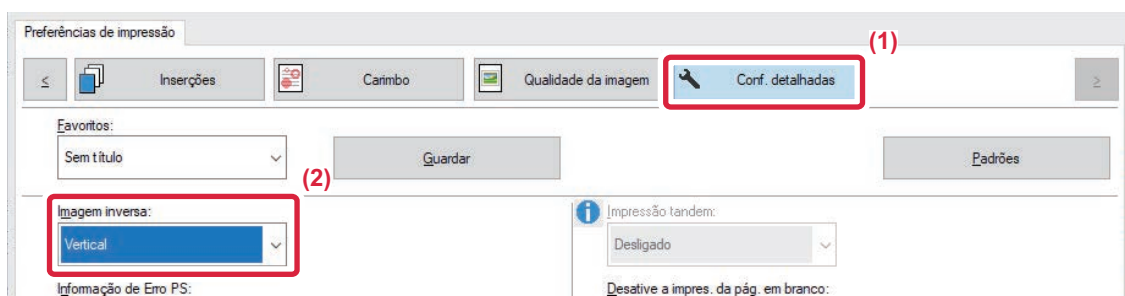 Preferências de impressão
(1)
< Inserções Carimbo Qualidade da imagem Conf. detalhadas >
Favoritos:
Sem título Guardar Padrões
(2)
Imagem inversa: Impressão tandem:
Vertical Desligado
Informação de Erro PS: Desative a impres. da pág. em branco: